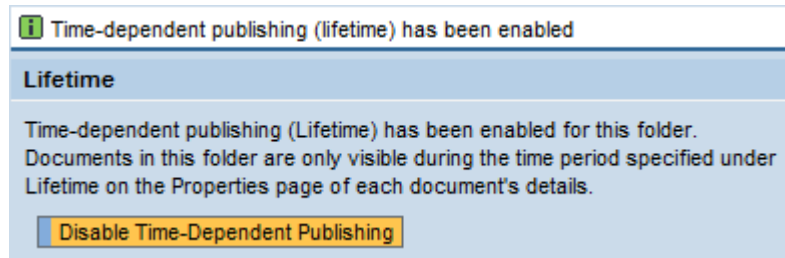 Time-dependent publishing (lifetime) has been enabled
Lifetime
Time-dependent publishing (Lifetime) has been enabled for this folder.
Documents in this folder are only visible during the time period specified under
Lifetime on the Properties page of each document's details.
Disable Time-Dependent Publishing